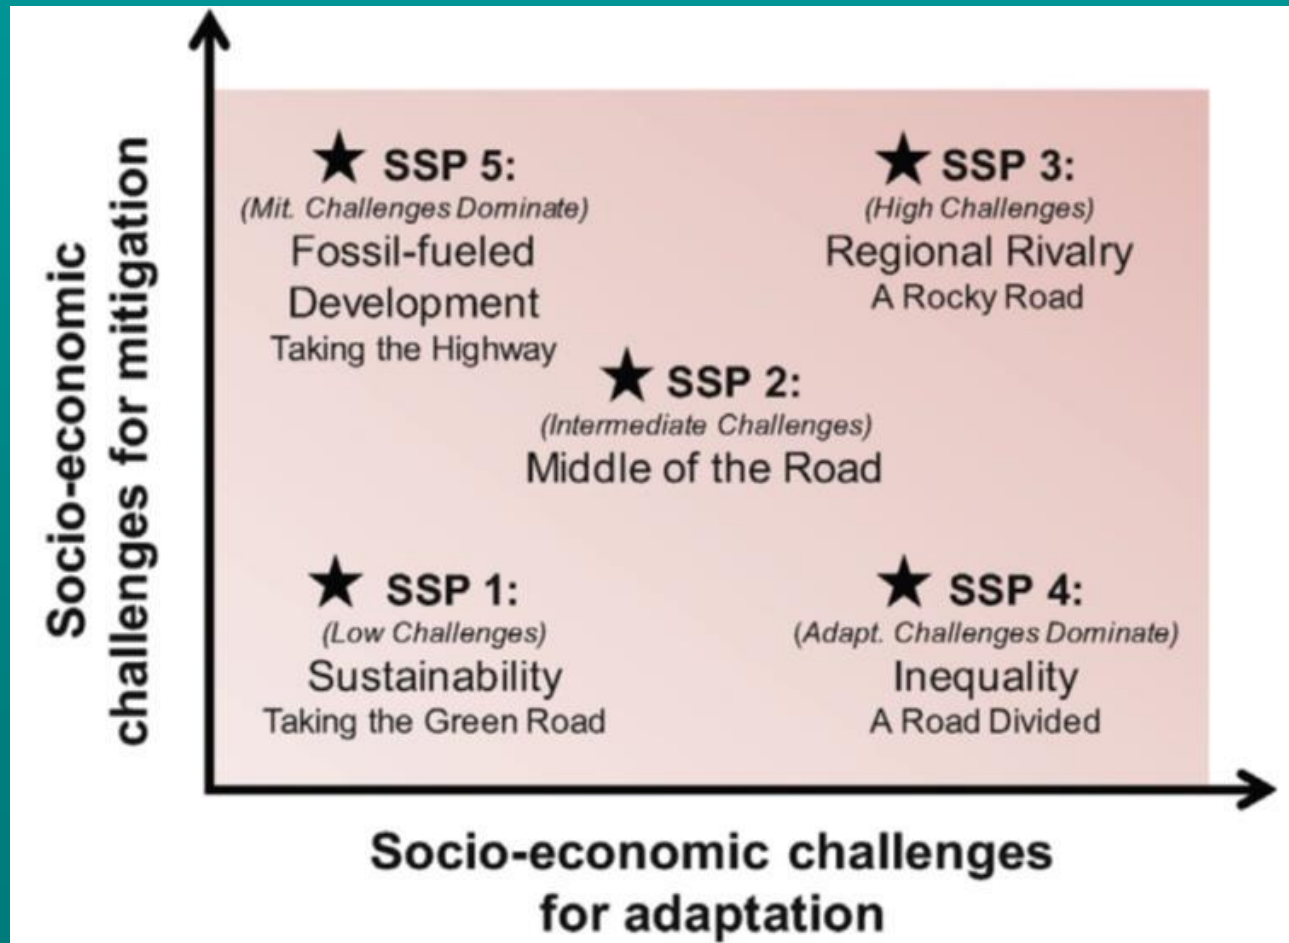 Socio-economic
challenges for mitigation
SSP 5:
(Mit. Challenges Dominate)
Fossil-fueled
Development
Taking the Highway
SSP 3:
(High Challenges)
Regional Rivalry
A Rocky Road
SSP 2:
(Intermediate Challenges)
Middle of the Road
SSP 1:
(Low Challenges)
Sustainability
Taking the Green Road
SSP 4:
(Adapt. Challenges Dominate)
Inequality
A Road Divided
Socio-economic challenges
for adaptation